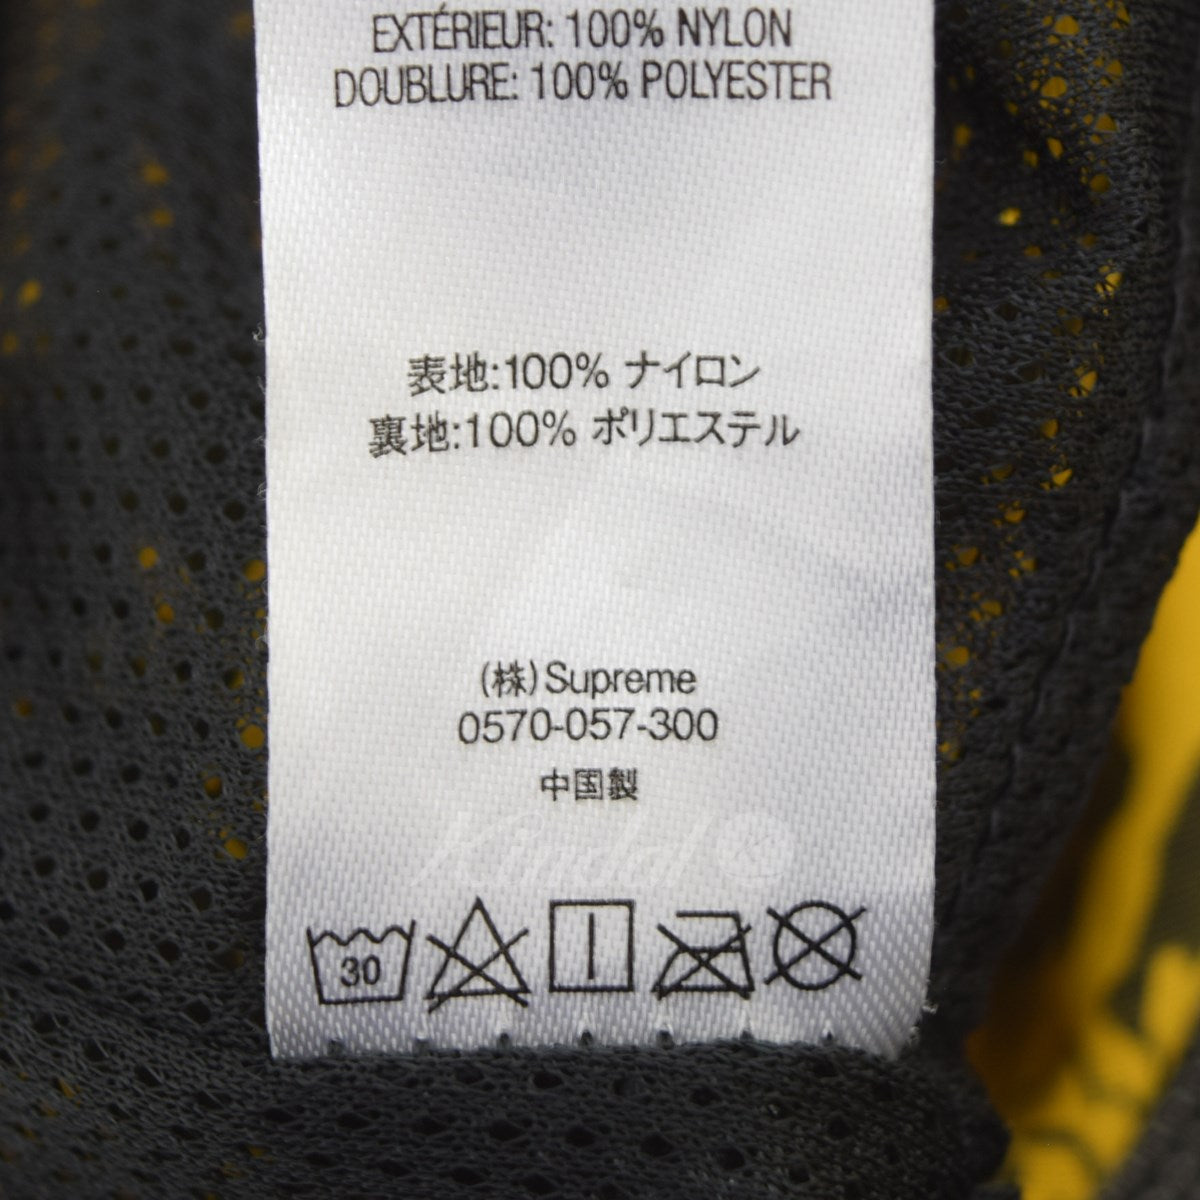 EXTÉRIEUR: 100% NYLON
DOUBLURE: 100% POLYESTER
表地:100% ナイロン
裏地:100% ポリエステル
(株)Supreme
0570-057-300
中国製
Kindal
30